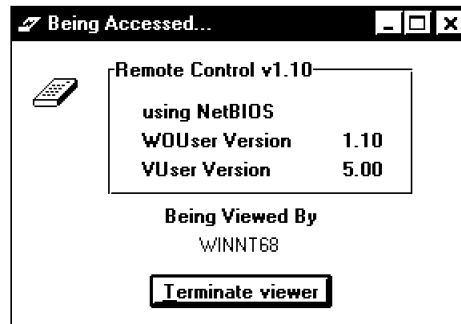 Being Accessed...
Remote Control v1.10
using NetBIOS
WOUser Version 1.10
VUser Version 5.00
Being Viewed By
WINNT68
Terminate viewer